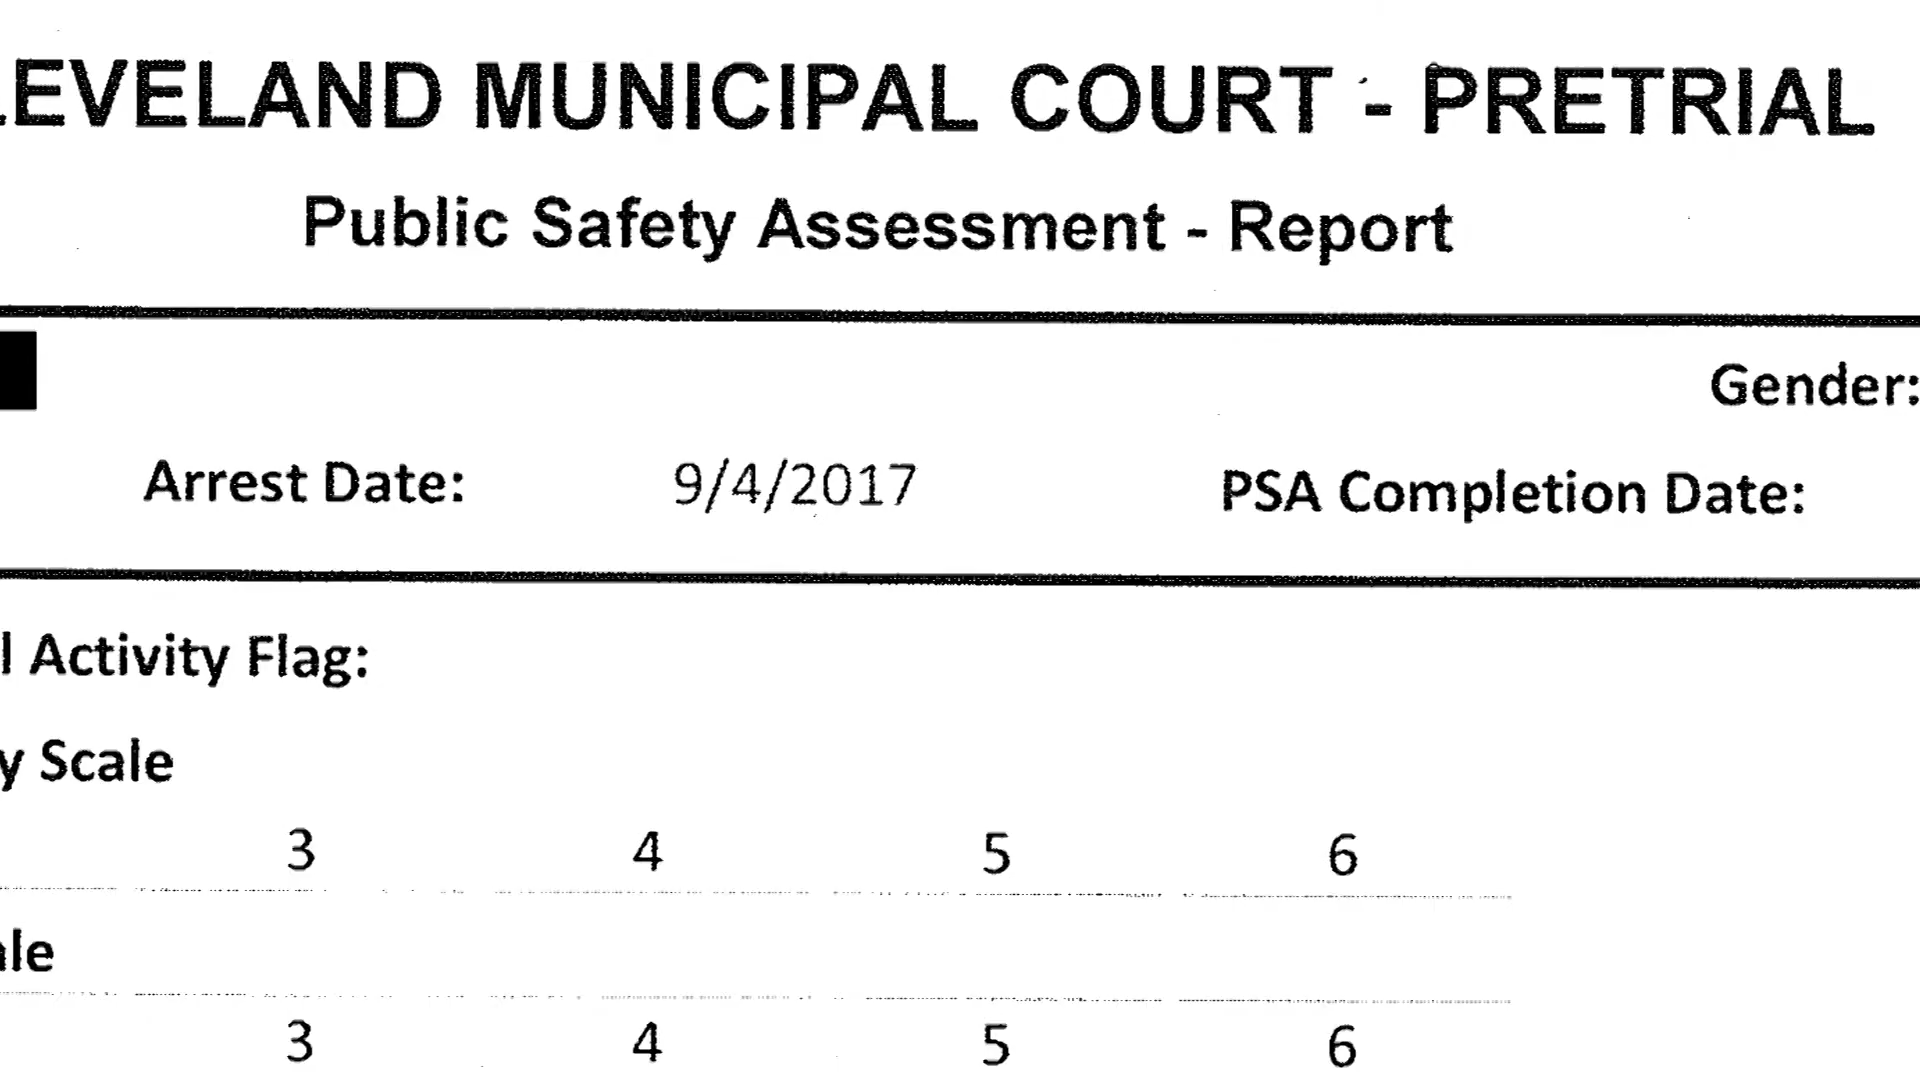 LEVELAND MUNICIPAL COURT - PRETRIAL
Public Safety Assessment - Report
Gender:
Arrest Date: 9/4/2017 PSA Completion Date:
l Activity Flag:
y Scale
3 4 5 6
ale
3 4 5 6